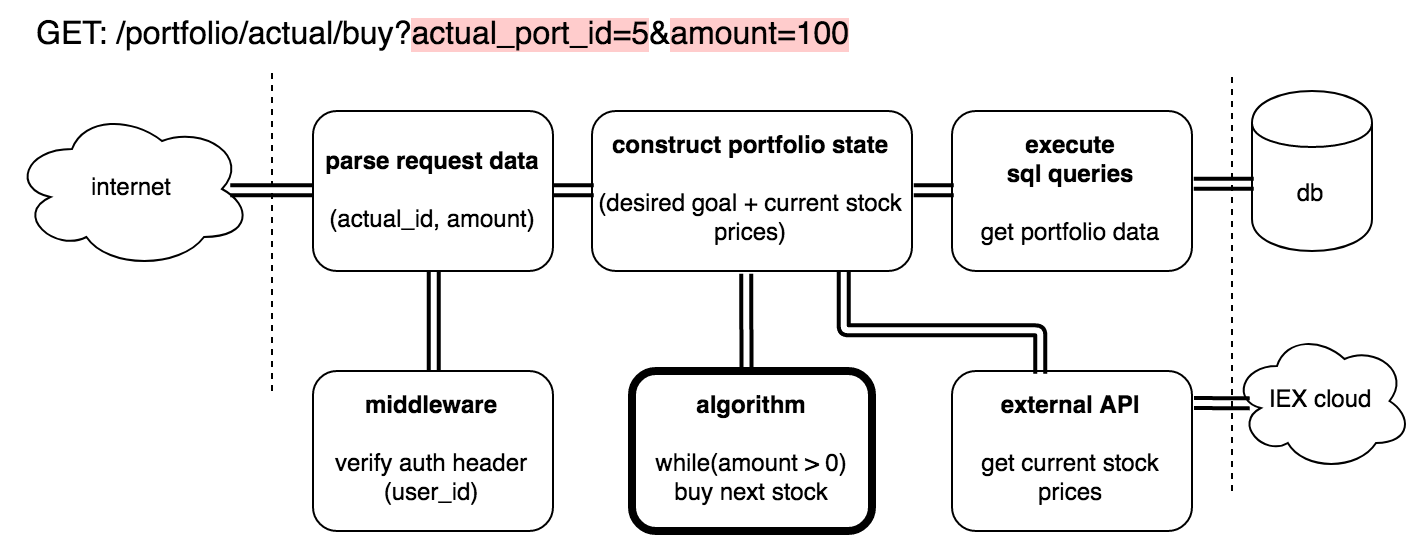 GET: /portfolio/actual/buy?actual_port_id=5&amount=100
internet
parse request data
(actual_id, amount)
construct portfolio state
(desired goal + current stock
prices)
execute
sql queries
get portfolio data
db
middleware
verify auth header
(user_id)
algorithm
while(amount > 0)
buy next stock
external API
get current stock
prices
IEX cloud